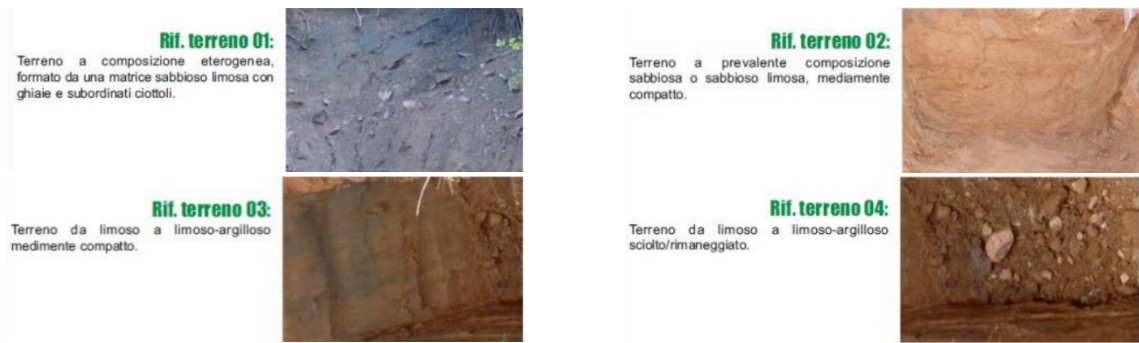 Rif. terreno 01:
Terreno a composizione eterogenea,
formato da una matrice sabbioso limosa con
ghiaie e subordinati ciottoli.
Rif. terreno 02:
Terreno a prevalente composizione
sabbiosa o sabbioso limosa, mediamente
compatto.
Rif. terreno 03:
Terreno da limoso a limoso-argilloso
medimente compatto.
Rif. terreno 04:
Terreno da limoso a limoso-argilloso
sciolto/rimaneggiato.